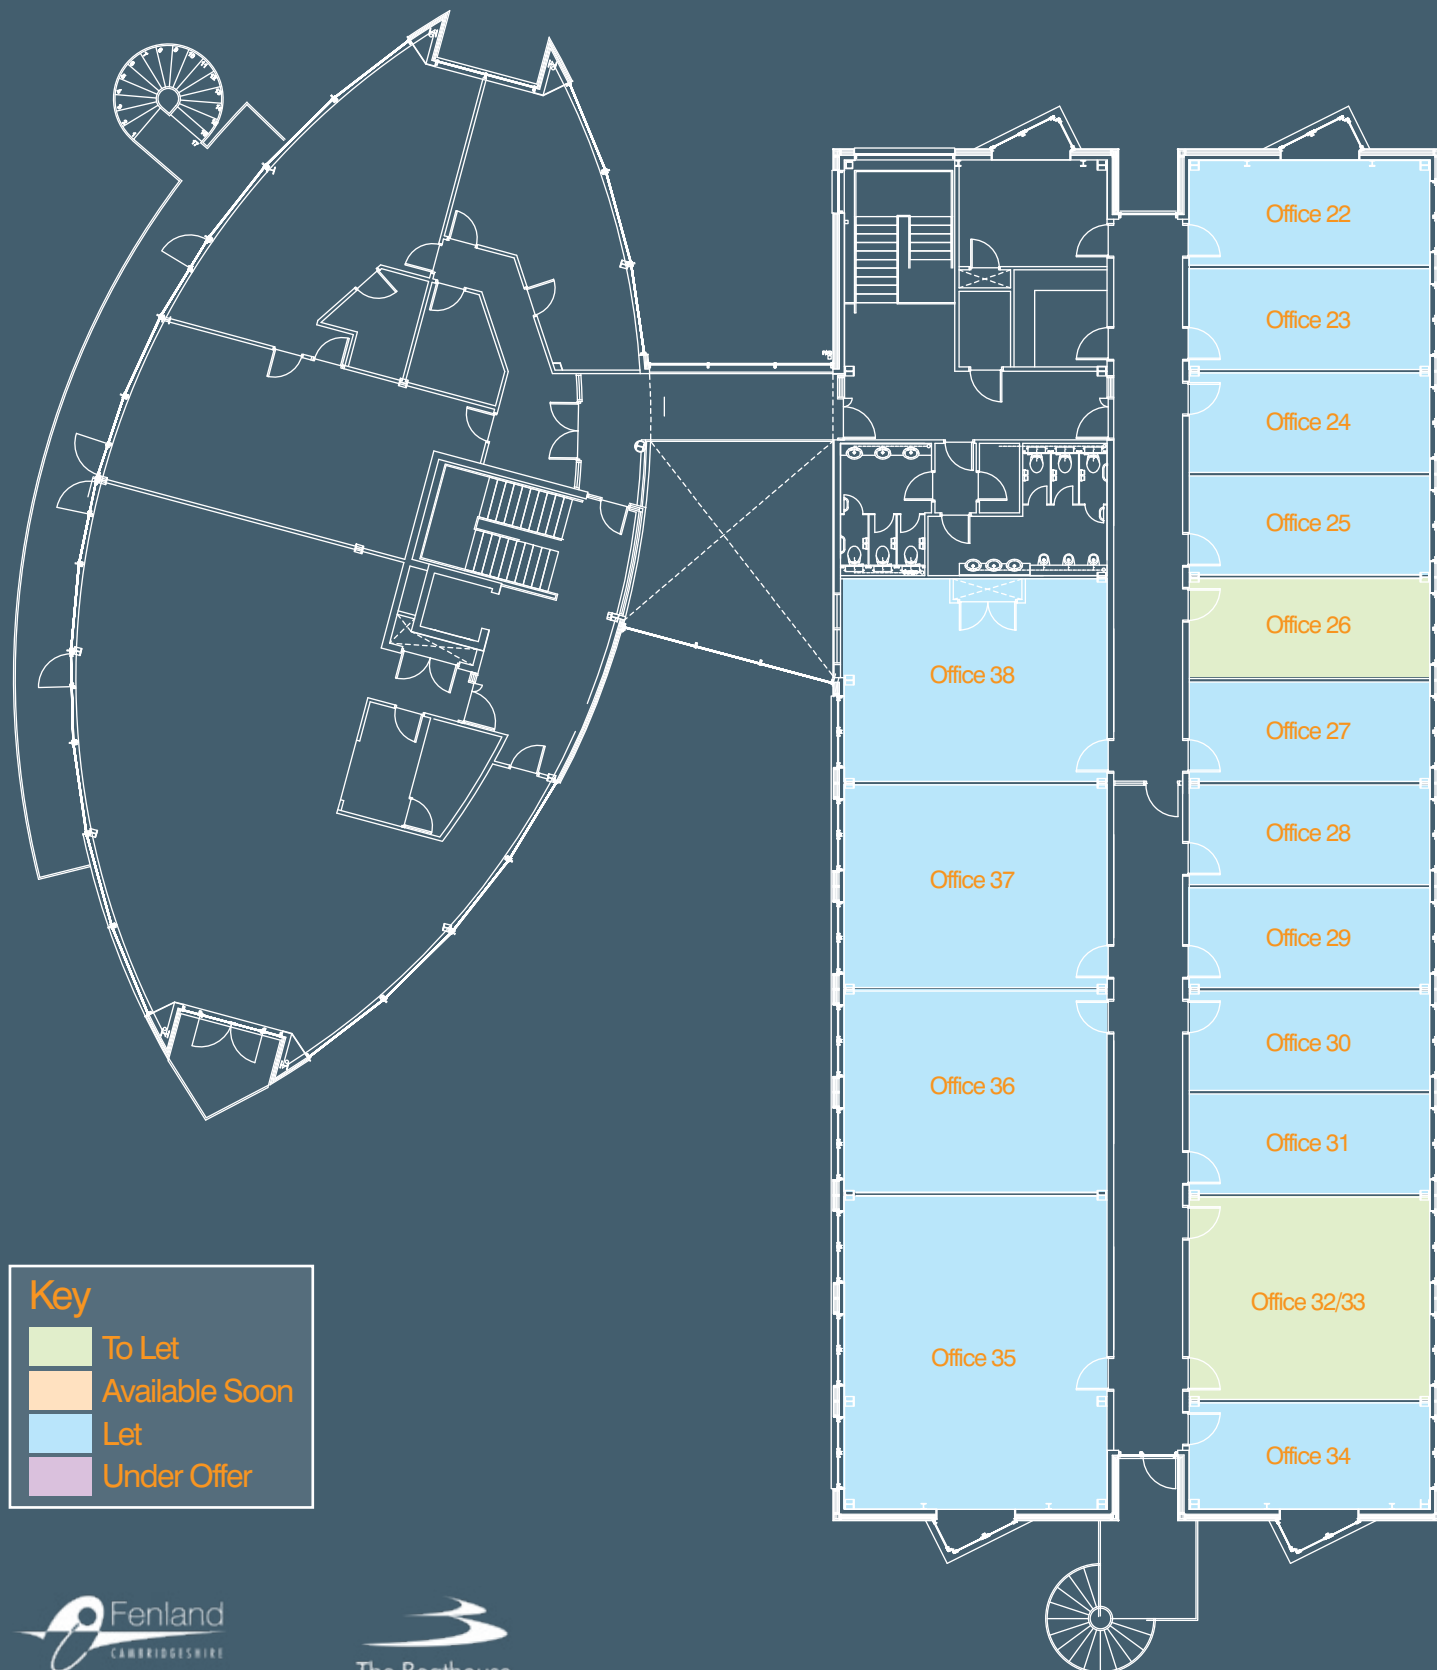 Office 22
Office 23
Office 24
Office 25
Office 26
Office 38
Office 27
Office 28
Office 37
Office 29
Office 30
Office 36
Office 31
Office 32/33
Office 35
Office 34
Key
To Let
Available Soon
Let
Under Offer
Fenland
CAMBRIDGESHIRE
The Boathouse